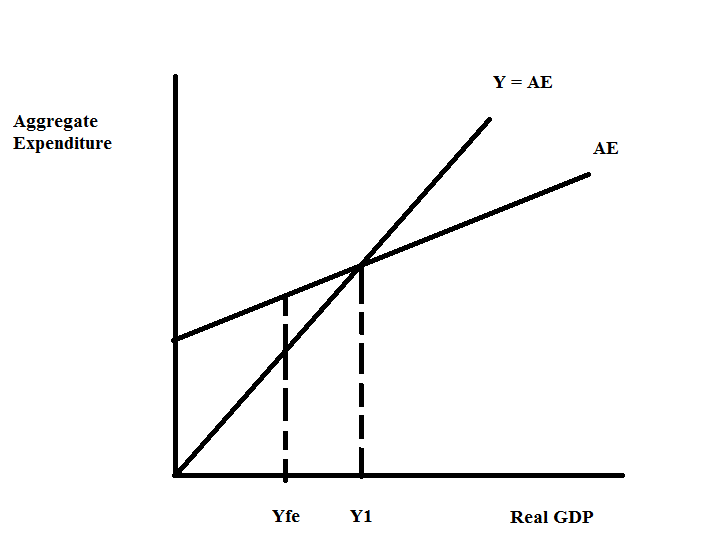 Y = AE
Aggregate
Expenditure
AE
Yfe
Y1
Real GDP